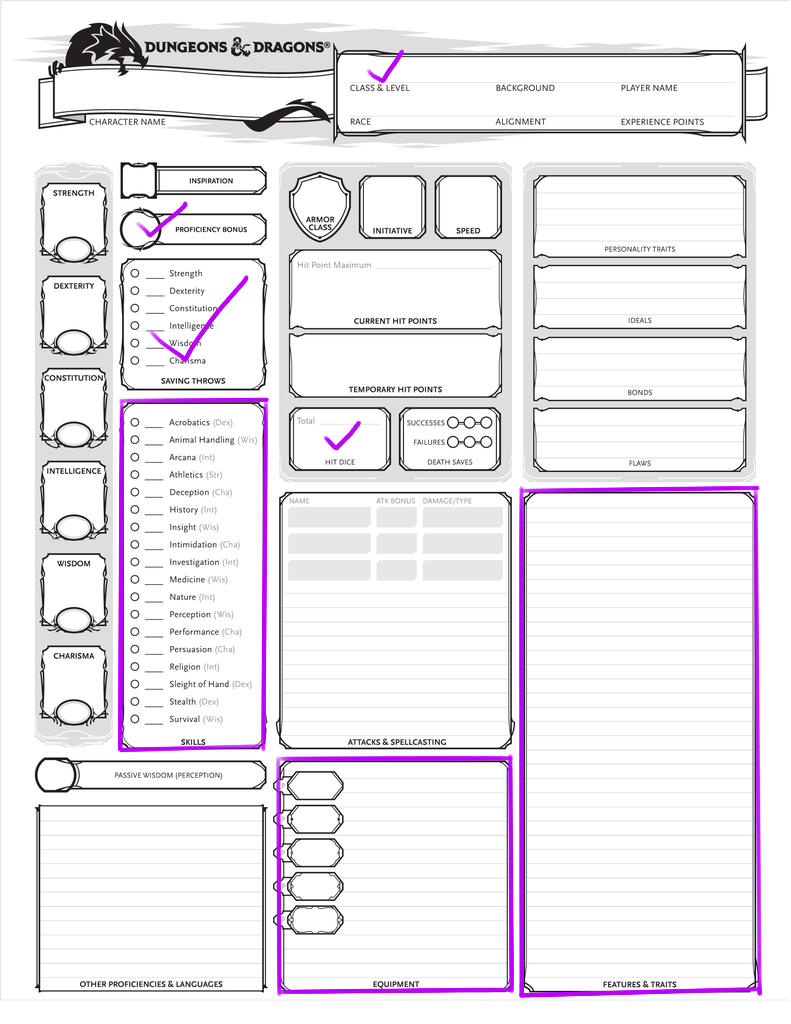 DUNGEONS & DRAGONS®
CLASS & LEVEL
BACKGROUND
PLAYER NAME
CHARACTER NAME
RACE
ALIGNMENT
EXPERIENCE POINTS
STRENGTH
DEXTERITY
CONSTITUTION
INTELLIGENCE
WISDOM
CHARISMA
INSPIRATION
PROFICIENCY BONUS
Strength
Dexterity
Constitution
Intelligence
Wisdom
Charisma
SAVING THROWS
Acrobatics (Dex)
Animal Handling (Wis)
Arcana (Int)
Athletics (Str)
Deception (Cha)
History (Int)
Insight (Wis)
Intimidation (Cha)
Investigation (Int)
Medicine (Wis)
Nature (Int)
Perception (Wis)
Performance (Cha)
Persuasion (Cha)
Religion (Int)
Sleight of Hand (Dex)
Stealth (Dex)
Survival (Wis)
SKILLS
PASSIVE WISDOM (PERCEPTION)
OTHER PROFICIENCIES & LANGUAGES
ARMOR
CLASS
INITIATIVE
SPEED
Hit Point Maximum
CURRENT HIT POINTS
TEMPORARY HIT POINTS
Total
HIT DICE
SUCCESSES
FAILURES
DEATH SAVES
NAME
ATK BONUS
DAMAGE/TYPE
ATTACKS & SPELLCASTING
EQUIPMENT
PERSONALITY TRAITS
IDEALS
BONDS
FLAWS
FEATURES & TRAITS